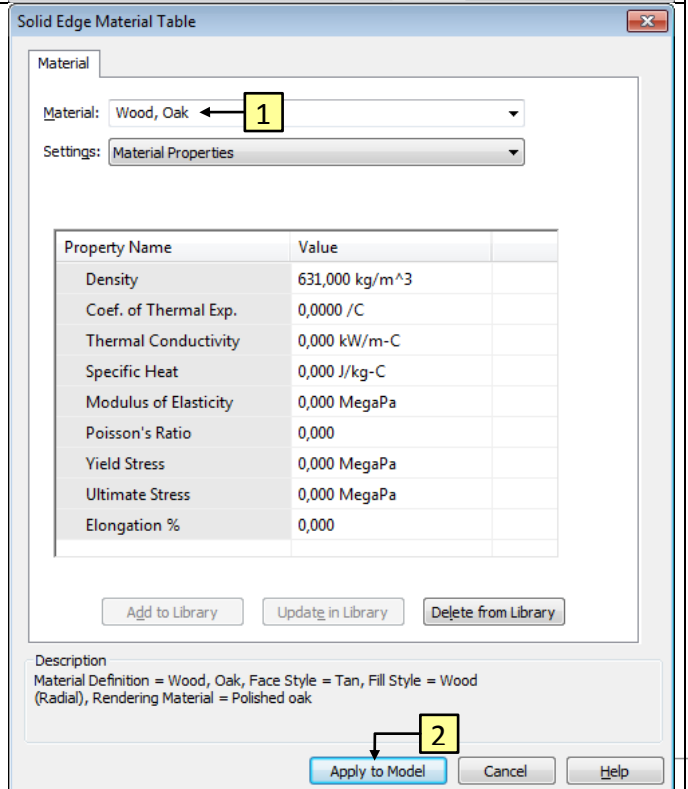 Solid Edge Material Table
Material
Material: Wood, Oak 1
Settings: Material Properties
Property Name Value
Density 631,000 kg/m^3
Coef. of Thermal Exp. 0,0000 /C
Thermal Conductivity 0,000 kW/m-C
Specific Heat 0,000 J/kg-C
Modulus of Elasticity 0,000 MegaPa
Poisson's Ratio 0,000
Yield Stress 0,000 MegaPa
Ultimate Stress 0,000 MegaPa
Elongation % 0,000
Add to Library Update in Library Delete from Library
Description
Material Definition = Wood, Oak, Face Style = Tan, Fill Style = Wood
(Radial), Rendering Material = Polished oak
2
Apply to Model Cancel Help